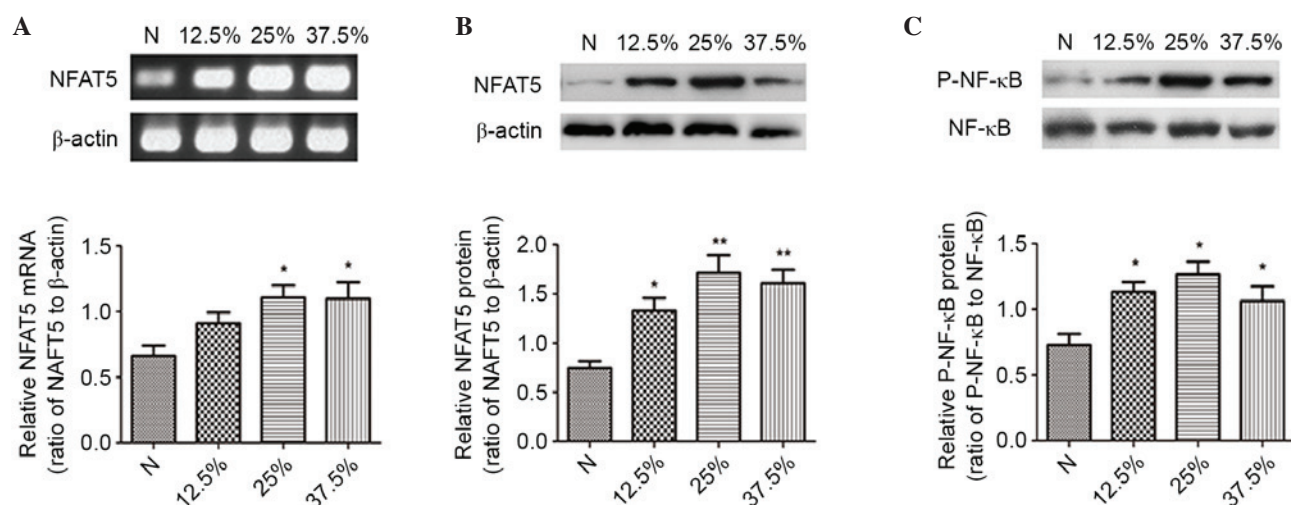 A
N 12.5% 25% 37.5%
NFAT5
β-actin
Relative NFAT5 mRNA
(ratio of NAFT5 to β-actin)
1.5
1.0
0.5
0.0
*
*
N
12.5%
25%
37.5%
B
N 12.5% 25% 37.5%
NFAT5
β-actin
Relative NFAT5 protein
(ratio of NAFT5 to β-actin)
2.0
1.5
1.0
0.5
0.0
*
**
**
N
12.5%
25%
37.5%
C
N 12.5% 25% 37.5%
P-NF-κB
NF-κB
Relative P-NF-κB protein
(ratio of P-NF-κB to NF-κB)
1.5
1.0
0.5
0.0
*
*
*
N
12.5%
25%
37.5%